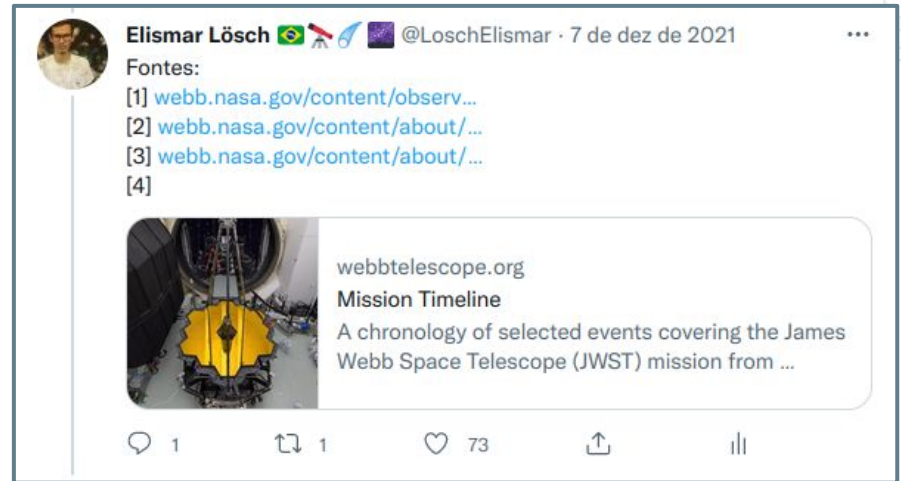 Elismar Lösch 🇧🇷🔭☄️🌌 @LoschElismar · 7 de dez de 2021 ...
Fontes:
[1] webb.nasa.gov/content/observ...
[2] webb.nasa.gov/content/about/...
[3] webb.nasa.gov/content/about/...
[4]
webbtelescope.org
Mission Timeline
A chronology of selected events covering the James
Webb Space Telescope (JWST) mission from ...
1 1 73